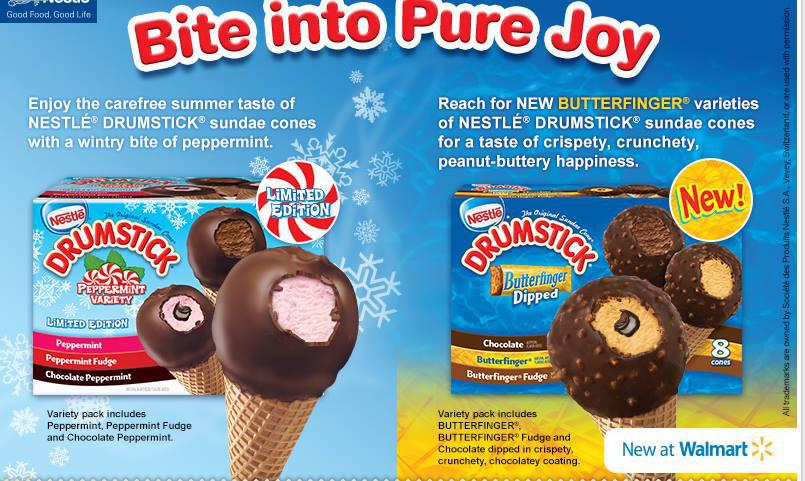 Nestlé
Good Food, Good Life
Bite into Pure Joy
Enjoy the carefree summer taste of
NESTLÉ® DRUMSTICK® sundae cones
with a wintry bite of peppermint.
LIMITED
EDITION
Nestlé
The Original Sundae Cone®
DRUMSTICK®
PEPPERMINT
VARIETY
LIMITED EDITION
Peppermint
Peppermint Fudge
Chocolate Peppermint
Variety pack includes
Peppermint, Peppermint Fudge
and Chocolate Peppermint.
Reach for NEW BUTTERFINGER® varieties
of NESTLÉ® DRUMSTICK® sundae cones
for a taste of crispety, crunchety,
peanut-buttery happiness.
New!
Nestlé
The Original Sundae Cone®
DRUMSTICK®
Butterfinger
Dipped
Chocolate
Butterfinger®
Butterfinger® Fudge
8
CONES
Variety pack includes
BUTTERFINGER®,
BUTTERFINGER® Fudge and
Chocolate dipped in crispety,
crunchety, chocolatey coating.
New at Walmart
All trademarks are owned by Société des Produits Nestlé S.A., Vevey, Switzerland, or are used with permission